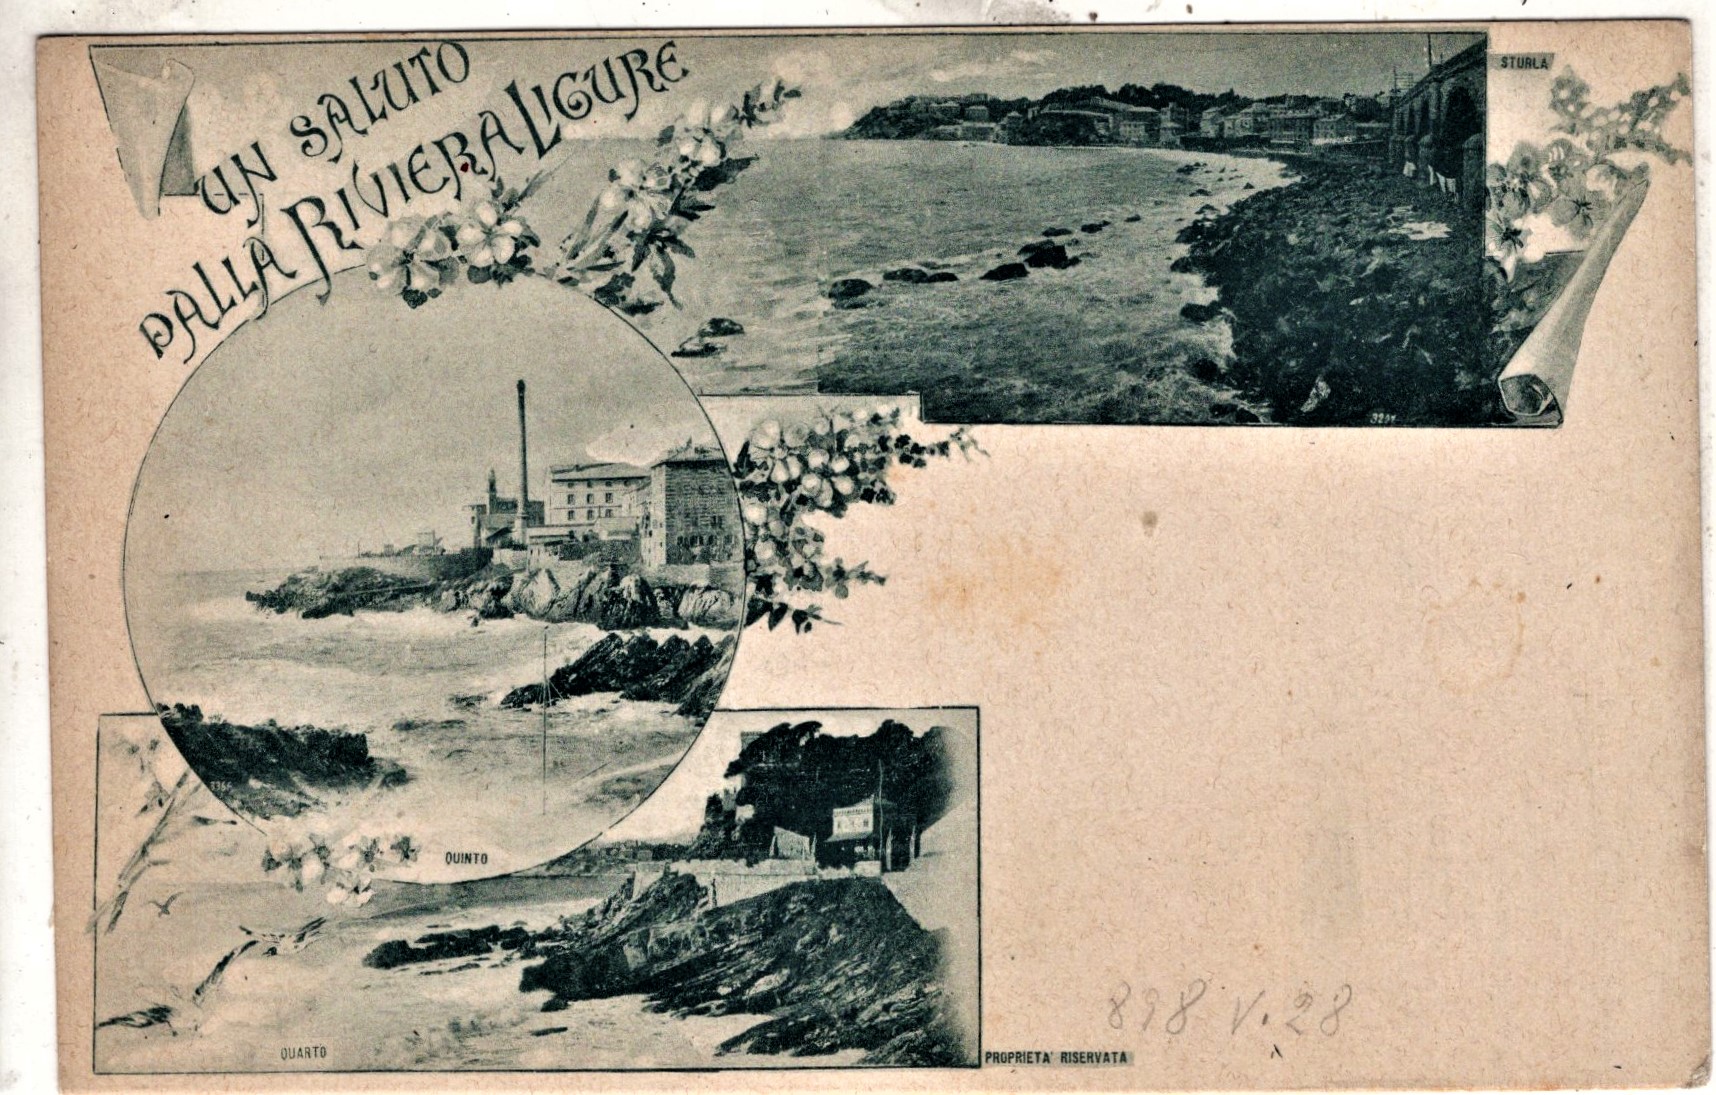 UN SALUTO
DALLA RIVIERA LIGURE
STURLA
QUINTO
QUARTO
PROPRIETA' RISERVATA
898 V. 28